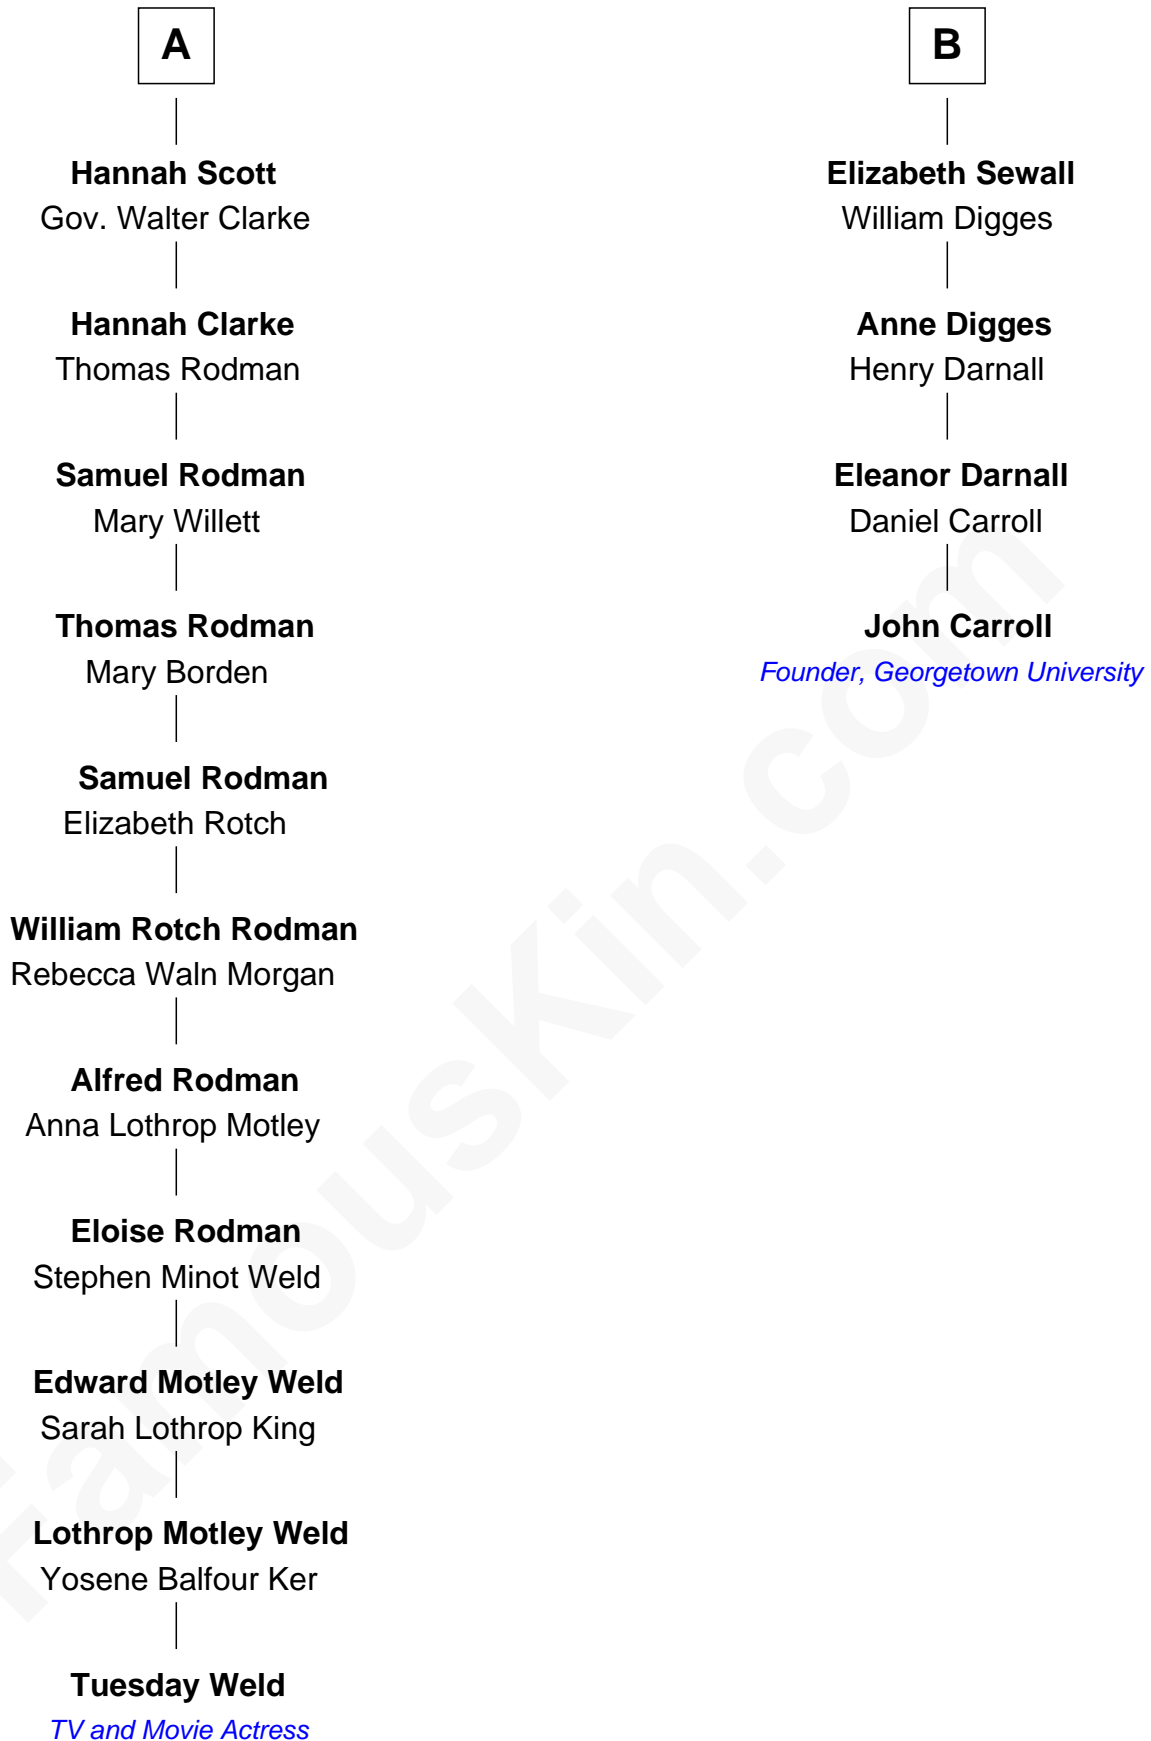 A
Hannah Scott
Gov. Walter Clarke
Hannah Clarke
Thomas Rodman
Samuel Rodman
Mary Willett
Thomas Rodman
Mary Borden
Samuel Rodman
Elizabeth Rotch
William Rotch Rodman
Rebecca Waln Morgan
Alfred Rodman
Anna Lothrop Motley
Eloise Rodman
Stephen Minot Weld
Edward Motley Weld
Sarah Lothrop King
Lothrop Motley Weld
Yosene Balfour Ker
Tuesday Weld
TV and Movie Actress
B
Elizabeth Sewall
William Digges
Anne Digges
Henry Darnall
Eleanor Darnall
Daniel Carroll
John Carroll
Founder, Georgetown University
FamousKin.com